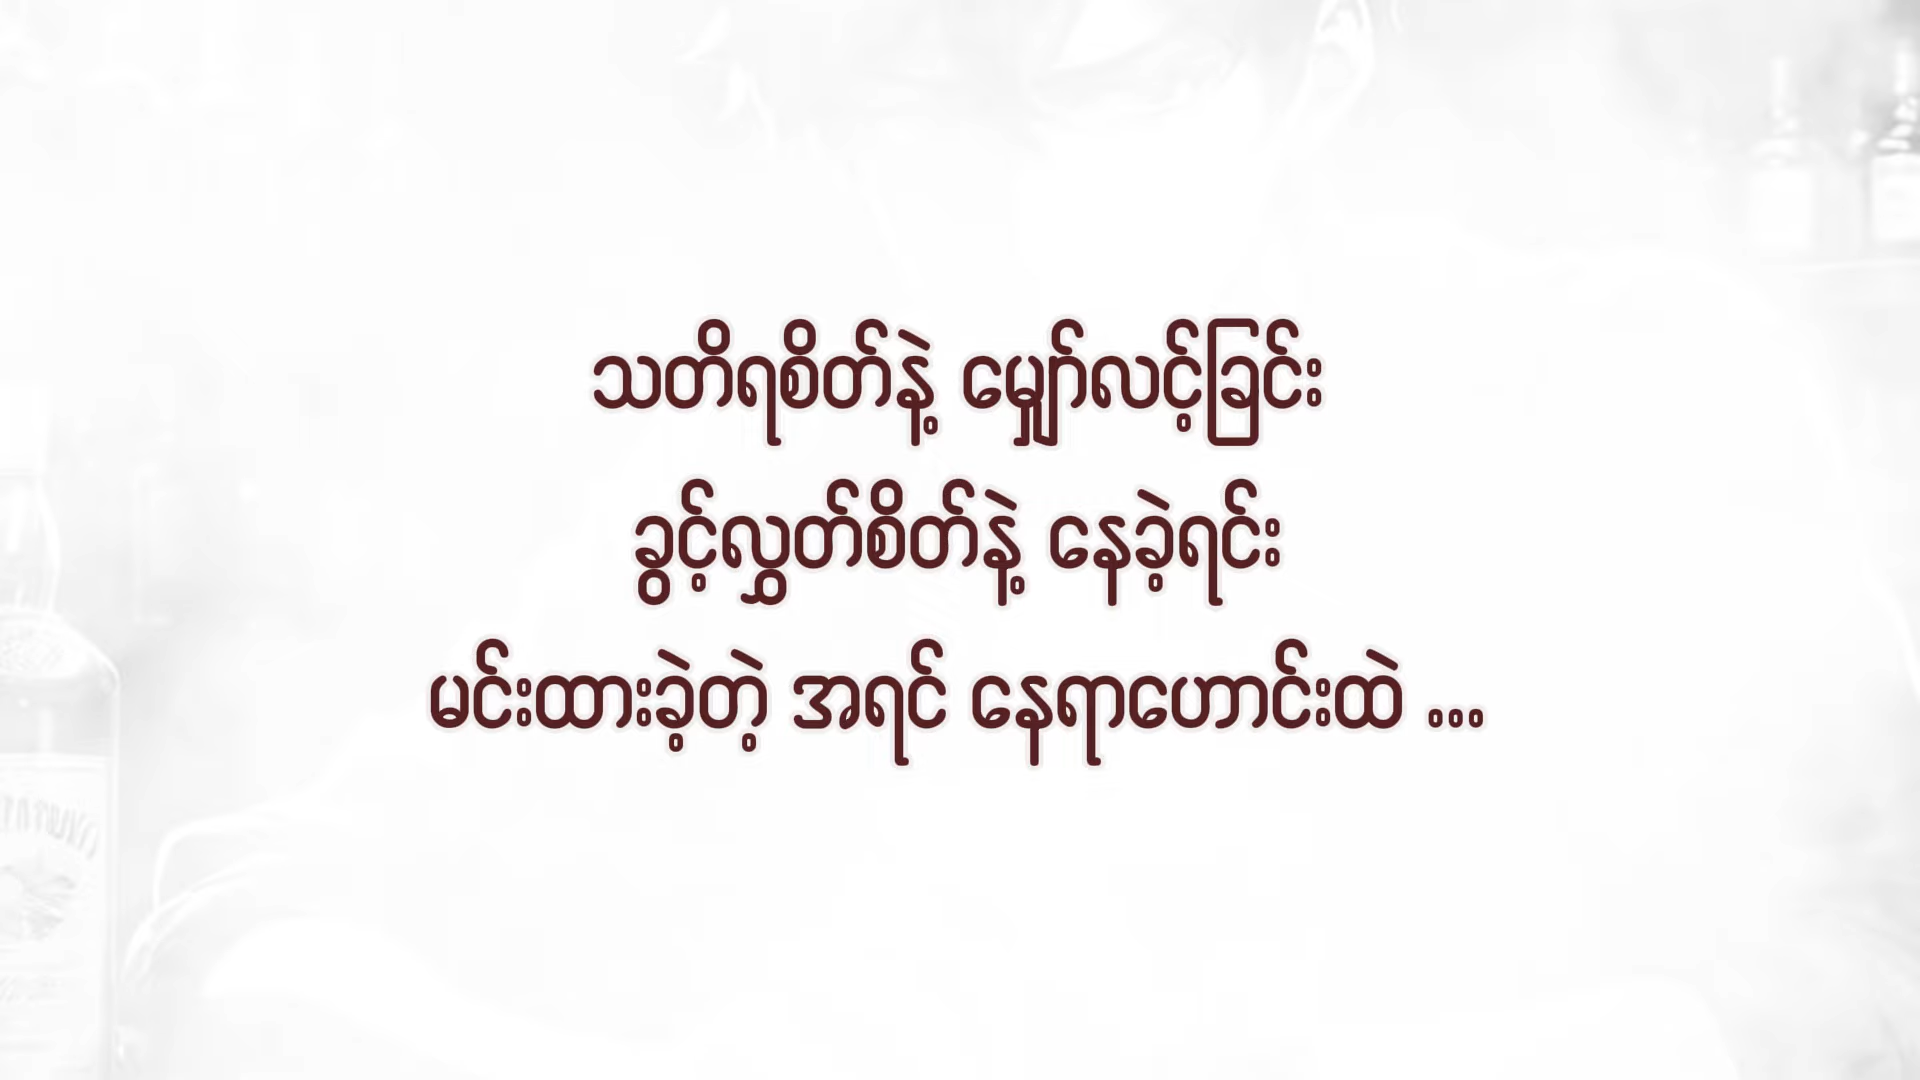 သတိရစိတ်နဲ့ မျှော်လင့်ခြင်း
ခွင့်လွှတ်စိတ်နဲ့ နေခဲ့ရင်း
မင်းထားခဲ့တဲ့ အရင် နေရာဟောင်းထဲ ...